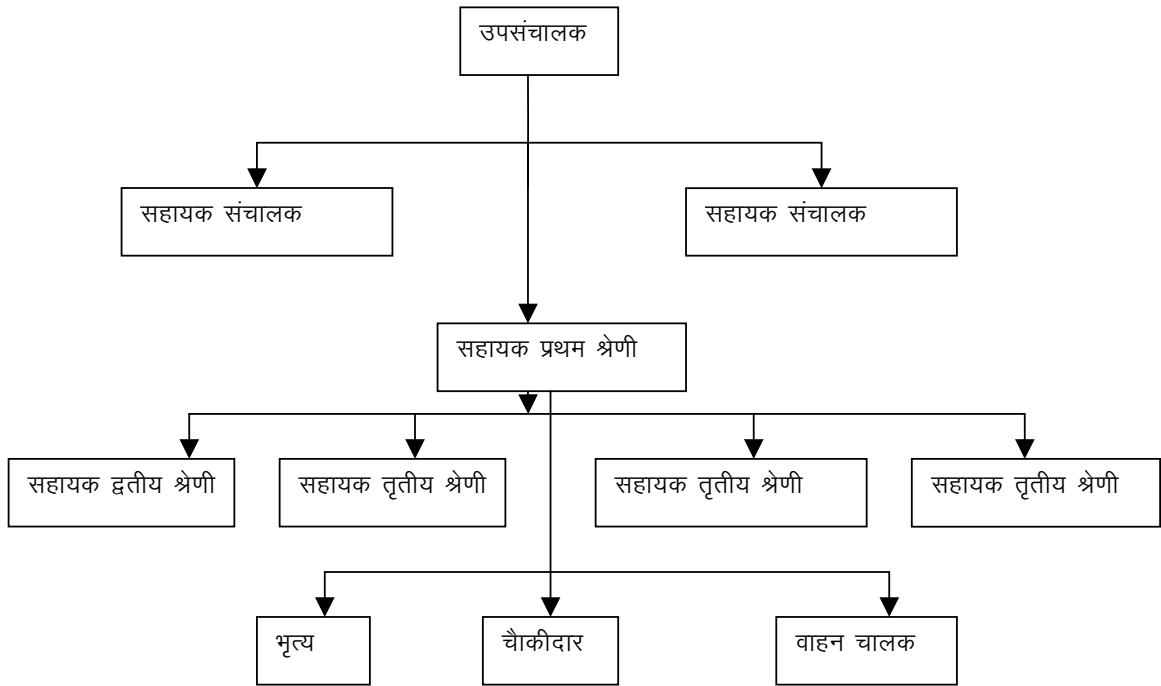 उपसंचालक
सहायक संचालक
सहायक संचालक
सहायक प्रथम श्रेणी
सहायक द्वतीय श्रेणी
सहायक तृतीय श्रेणी
सहायक तृतीय श्रेणी
सहायक तृतीय श्रेणी
भृत्य
चैाकीदार
वाहन चालक